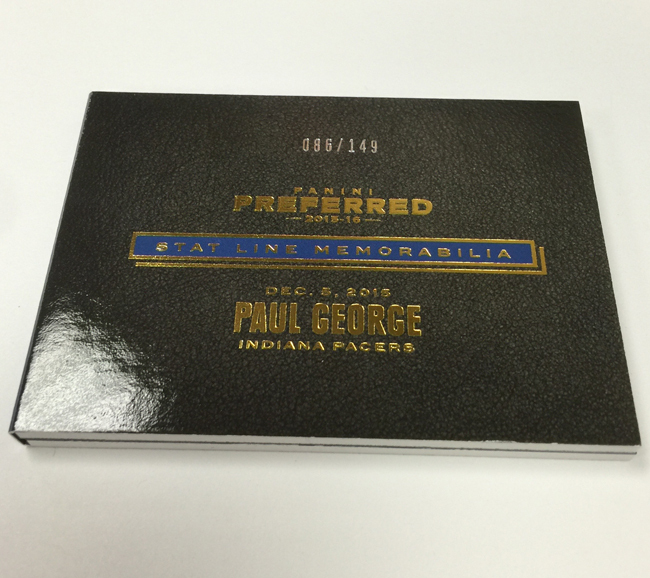 086/149
PANINI
PREFERRED
2015-16
STAT LINE MEMORABILIA
DEC. 5, 2015
PAUL GEORGE
INDIANA PACERS